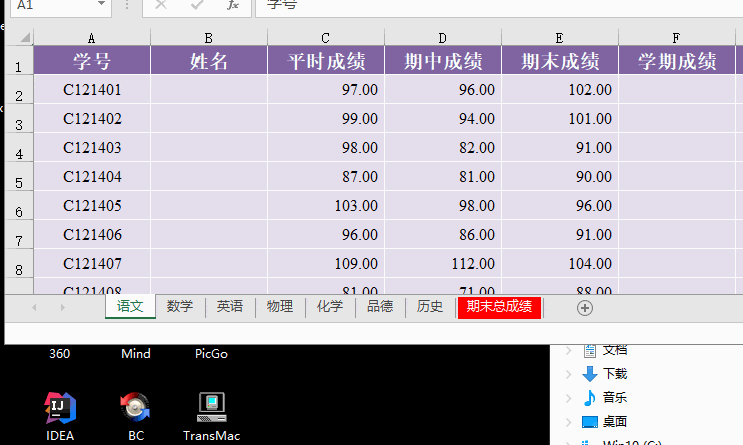 A1 fx 学号
A B C D E F
1 学号 姓名 平时成绩 期中成绩 期末成绩 学期成绩
2 C121401 97.00 96.00 102.00
3 C121402 99.00 94.00 101.00
4 C121403 98.00 82.00 91.00
5 C121404 87.00 81.00 90.00
6 C121405 103.00 98.00 96.00
7 C121406 96.00 86.00 91.00
8 C121407 109.00 112.00 104.00
C121408 81.00 71.00 88.00
语文 数学 英语 物理 化学 品德 历史 期末总成绩
360 Mind PicGo
文档
下载
音乐
桌面
Win10 (C:)
IJ
IDEA BC TransMac